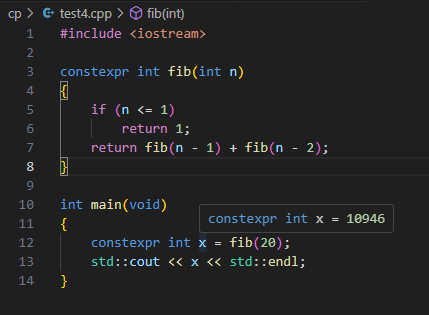 cp > test4.cpp > fib(int)
1 #include <iostream>
2
3 constexpr int fib(int n)
4 {
5     if (n <= 1)
6         return 1;
7     return fib(n - 1) + fib(n - 2);
8 }
9
10 int main(void)
constexpr int x = 10946
11 {
12     constexpr int x = fib(20);
13     std::cout << x << std::endl;
14 }